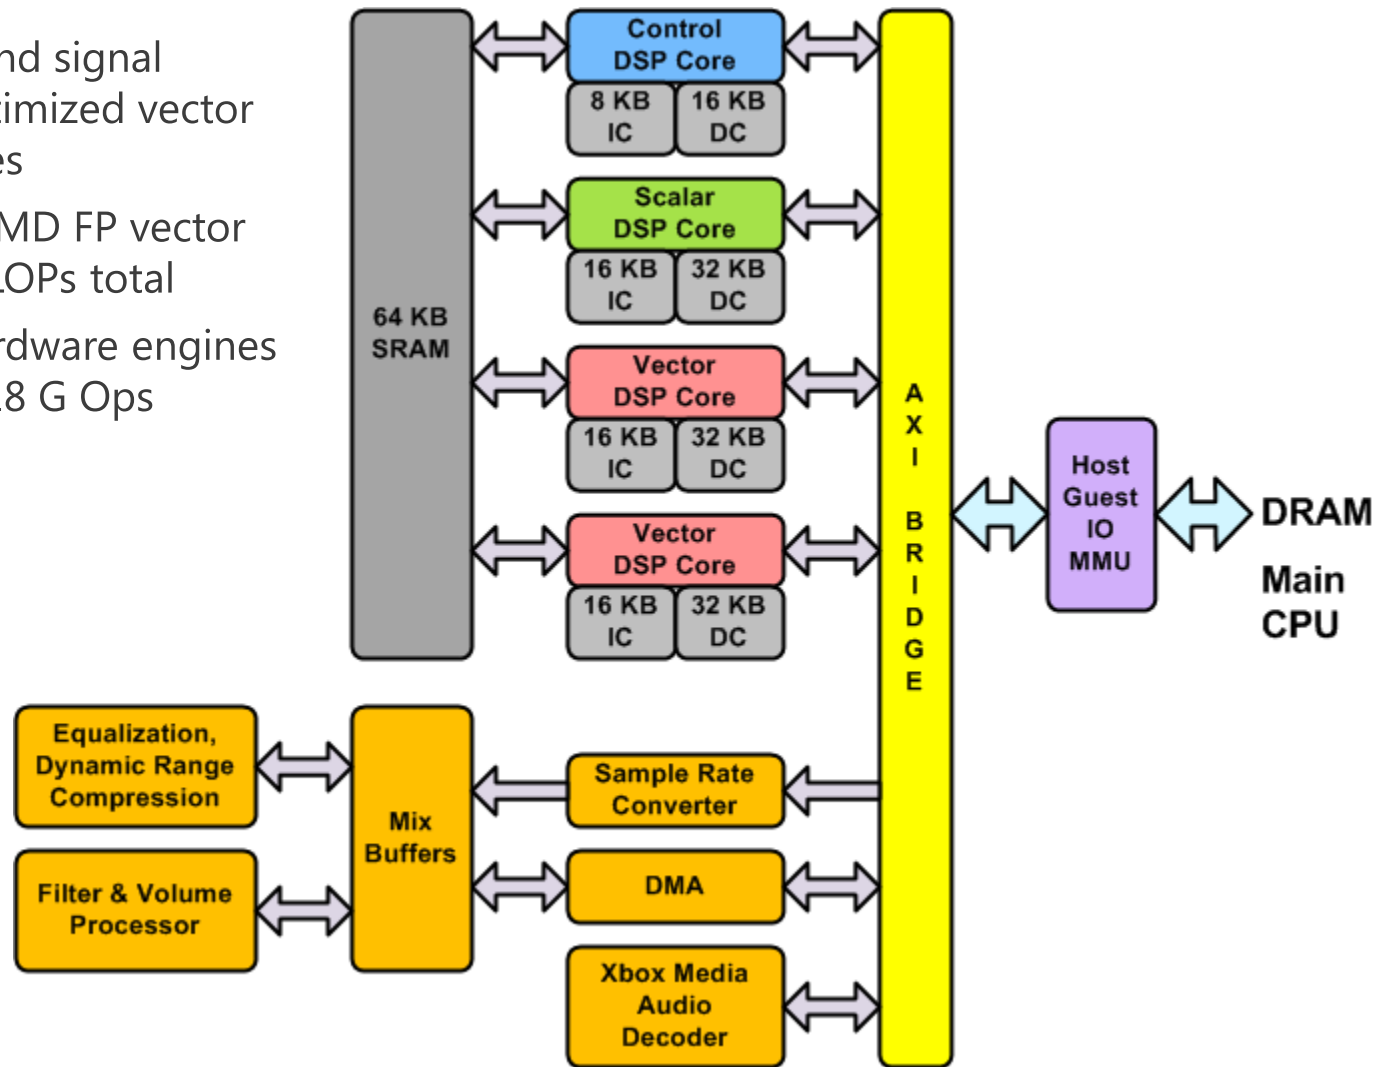 nd signal
timized vector
es
MD FP vector
LOPs total
rdware engines
18 G Ops
64 KB
SRAM
Control
DSP Core
8 KB
IC
16 KB
DC
Scalar
DSP Core
16 KB
IC
32 KB
DC
Vector
DSP Core
16 KB
IC
32 KB
DC
Vector
DSP Core
16 KB
IC
32 KB
DC
A
X
I
B
R
I
D
G
E
Host
Guest
IO
MMU
DRAM
Main
CPU
Equalization,
Dynamic Range
Compression
Filter & Volume
Processor
Mix
Buffers
Sample Rate
Converter
DMA
Xbox Media
Audio
Decoder